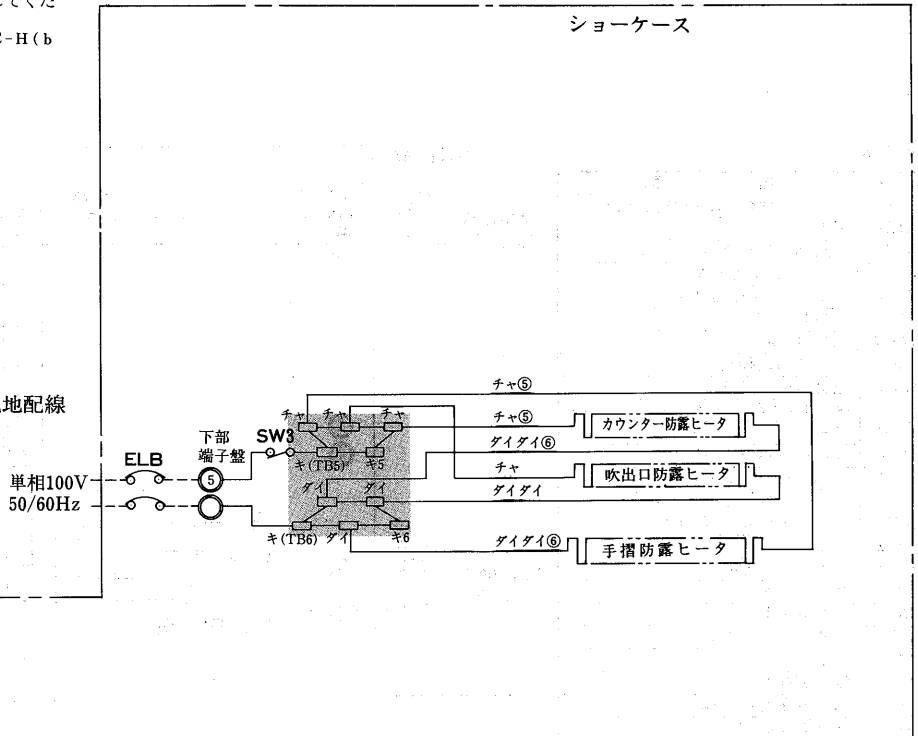 てくだ
-H(b
ショーケース
チャ⑤
チャ チャ チャ
チャ⑤
カウンター防露ヒータ
地配線
下部
端子盤
SW3
ダイダイ⑥
ELB
キ(TB5)
キ5
チャ
吹出口防露ヒータ
単相100V
⑤
ダイ ダイ
ダイダイ
50/60Hz
キ(TB6) ダイ キ6
ダイダイ⑥
手摺防露ヒータ